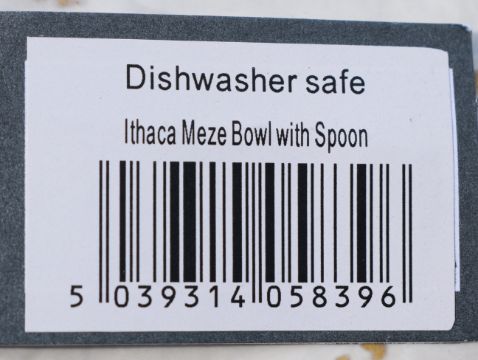 Dishwasher safe
Ithaca Meze Bowl with Spoon
5 039314 058396